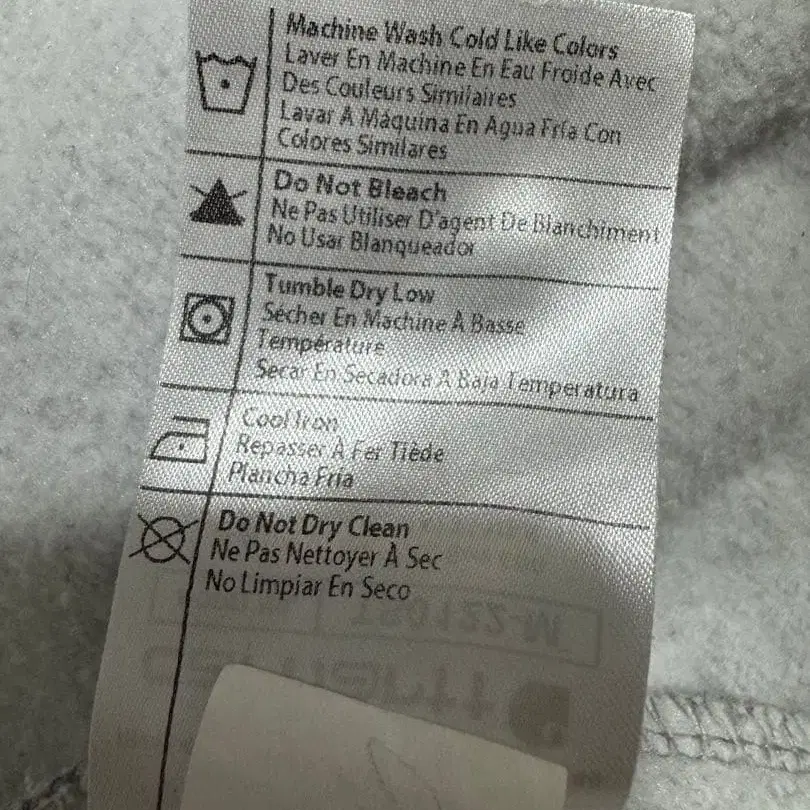 Machine Wash Cold Like Colors
Laver En Machine En Eau Froide Avec
Des Couleurs Similaires
Lavar A Máquina En Agua Fría Con
Colores Similares
Do Not Bleach
Ne Pas Utiliser D'agent De Blanchiment
No Usar Blanqueador
Tumble Dry Low
Sécher En Machine À Basse
Température
Secar En Secadora A Baja Temperatura
Cool Iron
Repasser À Fer Tiède
Plancha Fría
Do Not Dry Clean
Ne Pas Nettoyer À Sec
No Limpiar En Seco